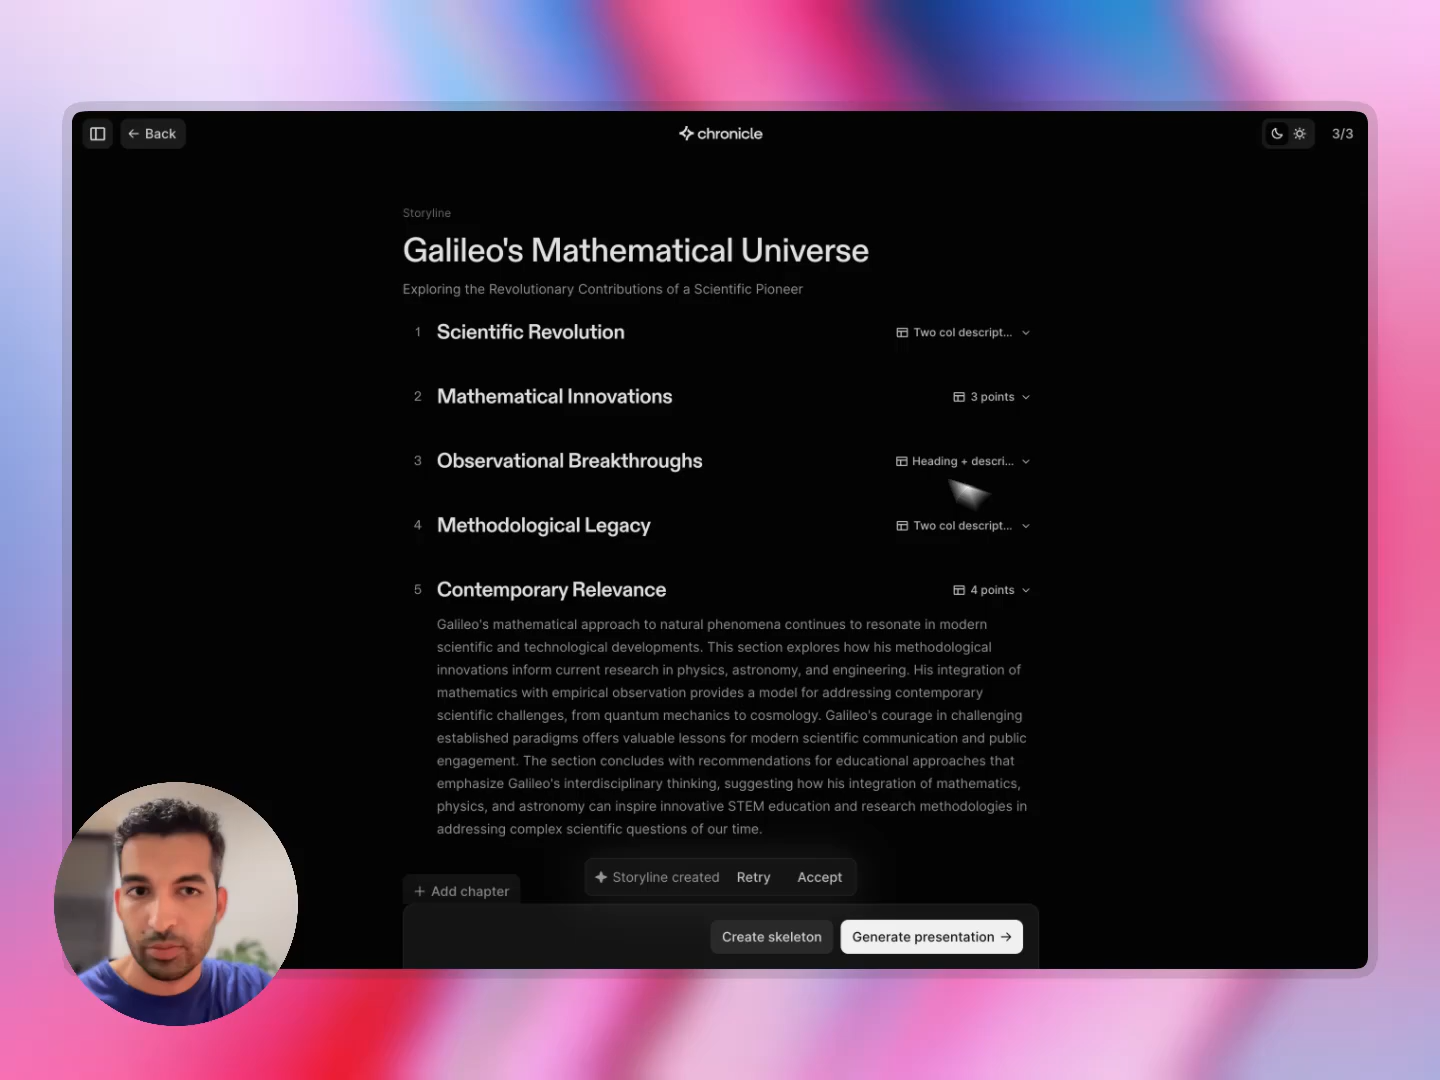 ← Back
chronicle
3/3
Storyline
Galileo's Mathematical Universe
Exploring the Revolutionary Contributions of a Scientific Pioneer
1 Scientific Revolution Two col descript...
2 Mathematical Innovations 3 points
3 Observational Breakthroughs Heading + descri...
4 Methodological Legacy Two col descript...
5 Contemporary Relevance 4 points
Galileo's mathematical approach to natural phenomena continues to resonate in modern
scientific and technological developments. This section explores how his methodological
innovations inform current research in physics, astronomy, and engineering. His integration of
mathematics with empirical observation provides a model for addressing contemporary
scientific challenges, from quantum mechanics to cosmology. Galileo's courage in challenging
established paradigms offers valuable lessons for modern scientific communication and public
engagement. The section concludes with recommendations for educational approaches that
emphasize Galileo's interdisciplinary thinking, suggesting how his integration of mathematics,
physics, and astronomy can inspire innovative STEM education and research methodologies in
addressing complex scientific questions of our time.
Storyline created Retry Accept
+ Add chapter
Create skeleton Generate presentation →